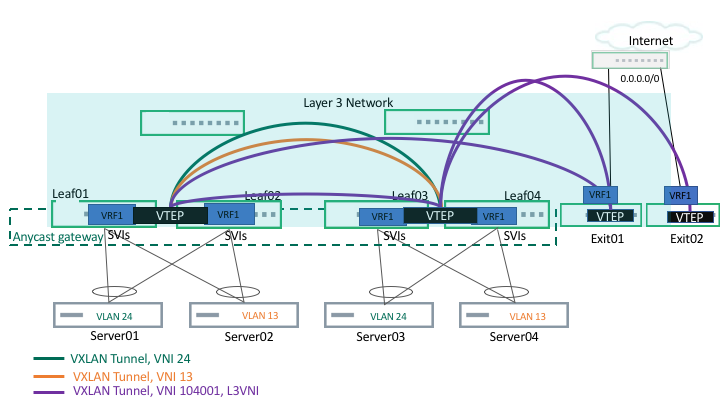 Internet
0.0.0.0/0
Layer 3 Network
Leaf01
Leaf02
Leaf03
Leaf04
VRF1
VTEP
VRF1
VRF1
VTEP
VRF1
VRF1
VTEP
VRF1
VTEP
Anycast gateway
SVIs
SVIs
SVIs
SVIs
Exit01
Exit02
VLAN 24
VLAN 13
VLAN 24
VLAN 13
Server01
Server02
Server03
Server04
VXLAN Tunnel, VNI 24
VXLAN Tunnel, VNI 13
VXLAN Tunnel, VNI 104001, L3VNI